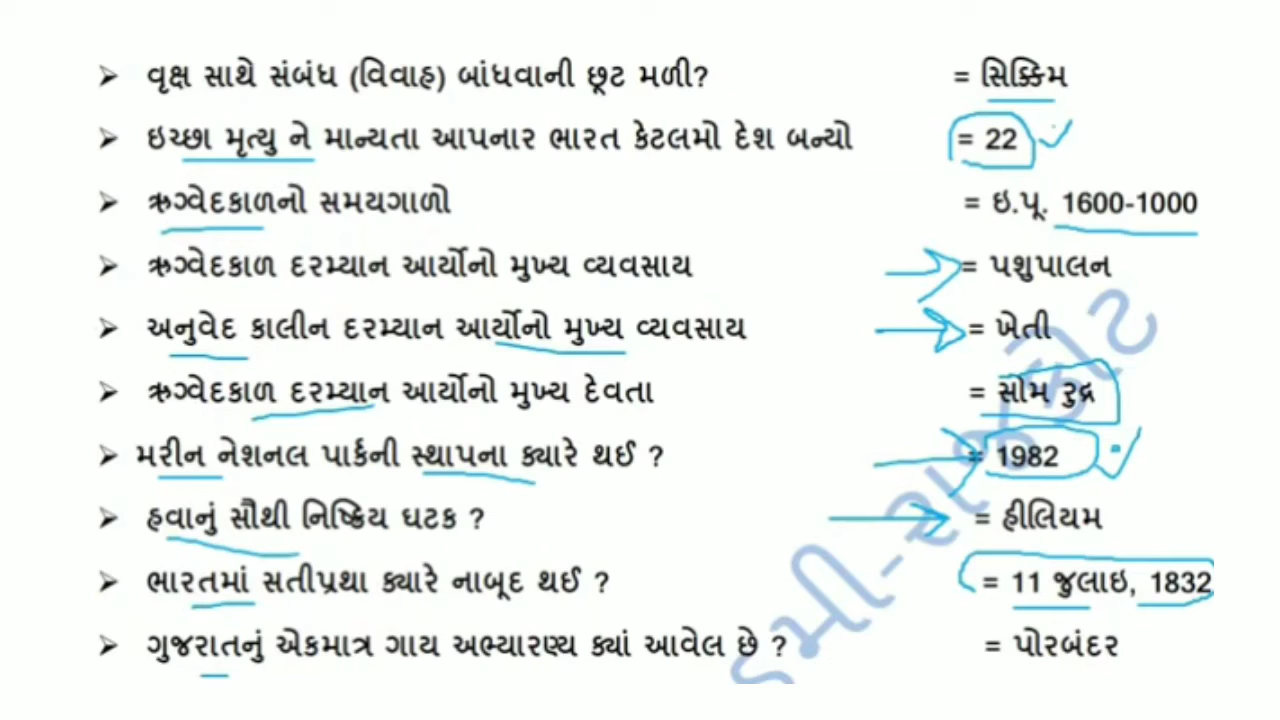 ➢ વૃક્ષ સાથે સંબંધ (વિવાહ) બાંધવાની છૂટ મળી? = સિક્કિમ
➢ ઇચ્છા મૃત્યુ ને માન્યતા આપનાર ભારત કેટલમો દેશ બન્યો = 22
➢ ઋગ્વેદકાળનો સમયગાળો = ઇ.પૂ. 1600-1000
➢ ઋગ્વેદકાળ દરમ્યાન આર્યોનો મુખ્ય વ્યવસાય = પશુપાલન
➢ અનુવેદ કાલીન દરમ્યાન આર્યોનો મુખ્ય વ્યવસાય = ખેતી
➢ ઋગ્વેદકાળ દરમ્યાન આર્યોનો મુખ્ય દેવતા = સોમ રુદ્ર
➢ મરીન નેશનલ પાર્કની સ્થાપના ક્યારે થઈ ? = 1982
➢ હવાનું સૌથી નિષ્ક્રિય ઘટક ? = હીલિયમ
➢ ભારતમાં સતીપ્રથા ક્યારે નાબૂદ થઈ ? = 11 જુલાઇ, 1832
➢ ગુજરાતનું એકમાત્ર ગાય અભ્યારણ્ય ક્યાં આવેલ છે ? = પોરબંદર